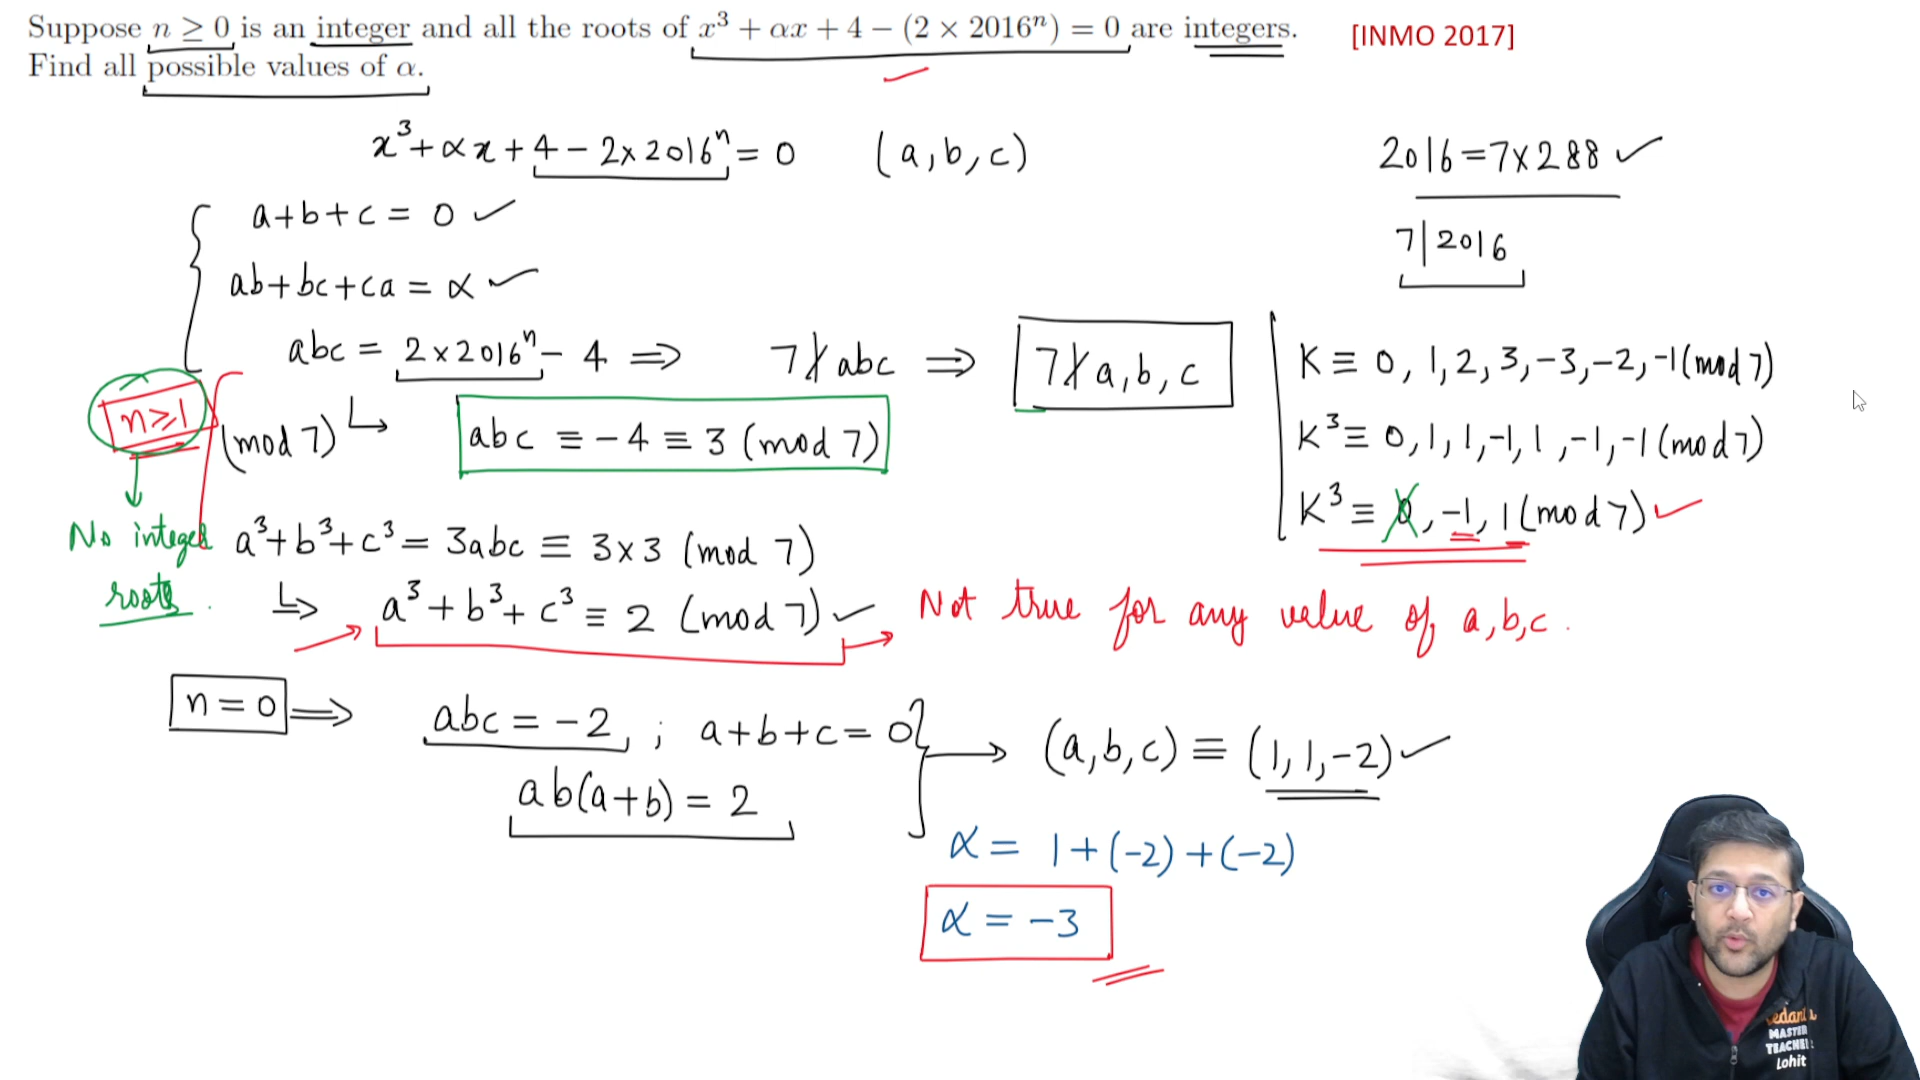 Suppose n ≥ 0 is an integer and all the roots of x³ + αx + 4 − (2 × 2016ⁿ) = 0 are integers. [INMO 2017]
Find all possible values of α.
x³+αx+4−2×2016ⁿ = 0 (a,b,c)
2016=7×288 ✓
a+b+c = 0 ✓
7|2016
ab+bc+ca = α ✓
abc = 2×2016ⁿ−4 ⇒ 7∤abc ⇒ 7∤a,b,c
K ≡ 0, 1, 2, 3, −3, −2, −1 (mod 7)
n≥1
(mod 7) ↳ abc ≡ −4 ≡ 3 (mod 7)
K³ ≡ 0, 1, 1, −1, 1, −1, −1 (mod 7)
K³ ≡ 0, −1, 1 (mod 7) ✓
No integer roots.
a³+b³+c³ = 3abc ≡ 3×3 (mod 7)
↳ a³+b³+c³ ≡ 2 (mod 7) ✓ → Not true for any value of a,b,c.
n = 0 ⇒ abc = −2 ; a+b+c = 0} → (a,b,c) ≡ (1,1,−2) ✓
ab(a+b) = 2
α = 1+(−2)+(−2)
α = −3
vedantu
MASTER
TEACHER
Lohit